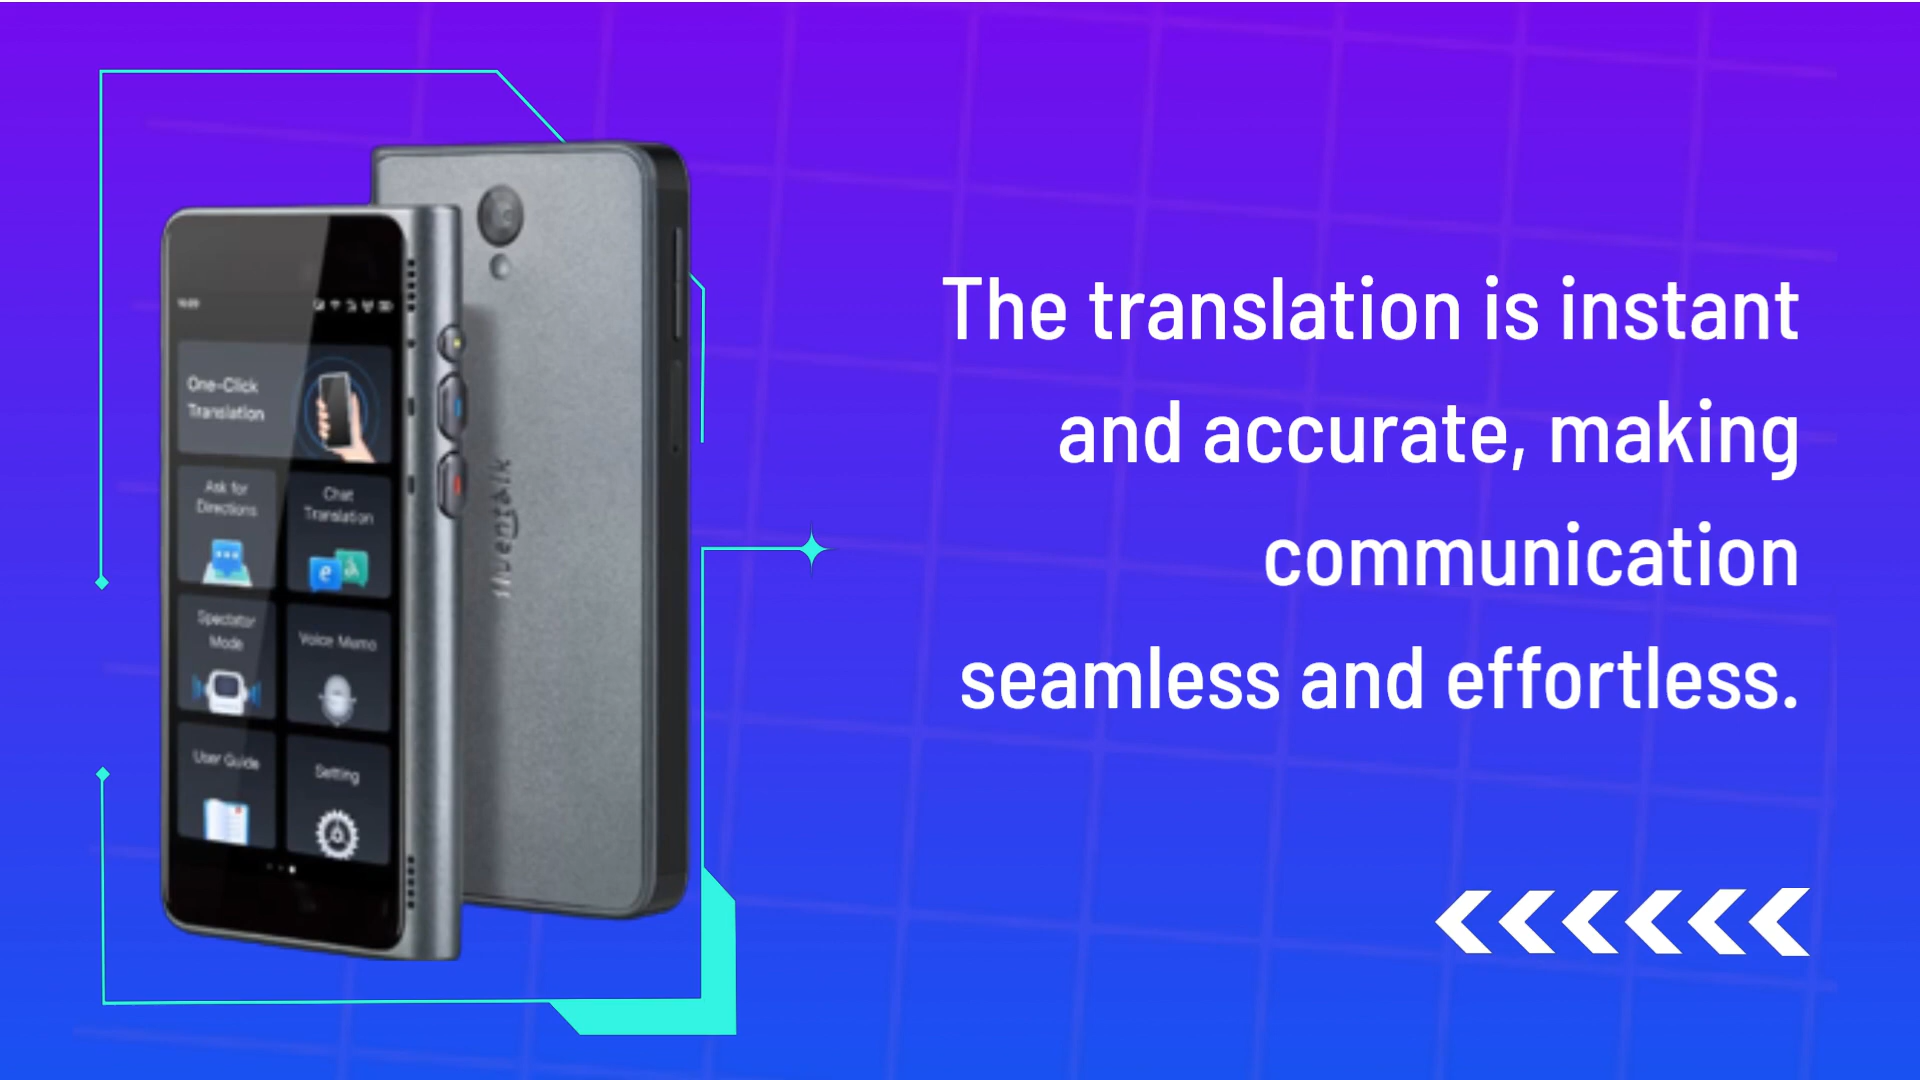 The translation is instant
and accurate, making
communication
seamless and effortless.
One-Click
Translation
Ask for
Directions
Chat
Translation
Spectator
Mode
Voice Memo
User Guide
Setting
fluentalk